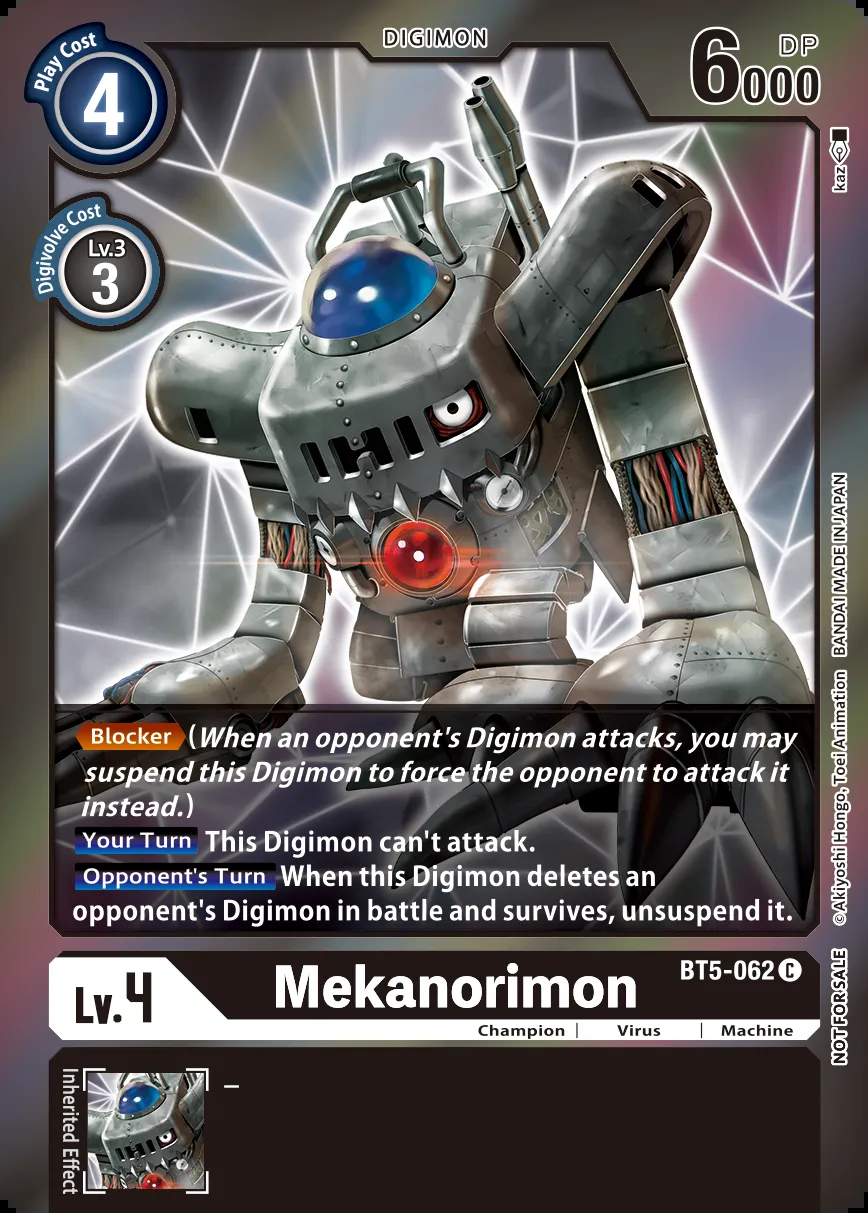 DIGIMON
Play Cost
4
6000
DP
Digivolve Cost
Lv.3
3
kaz
Blocker (When an opponent's Digimon attacks, you may
suspend this Digimon to force the opponent to attack it
instead.)
Your Turn This Digimon can't attack.
Opponent's Turn When this Digimon deletes an
opponent's Digimon in battle and survives, unsuspend it.
©Akiyoshi Hongo, Toei Animation BANDAI MADE IN JAPAN
NOT FOR SALE
Lv.4
Mekanorimon
BT5-062 C
Champion | Virus | Machine
Inherited Effect
–